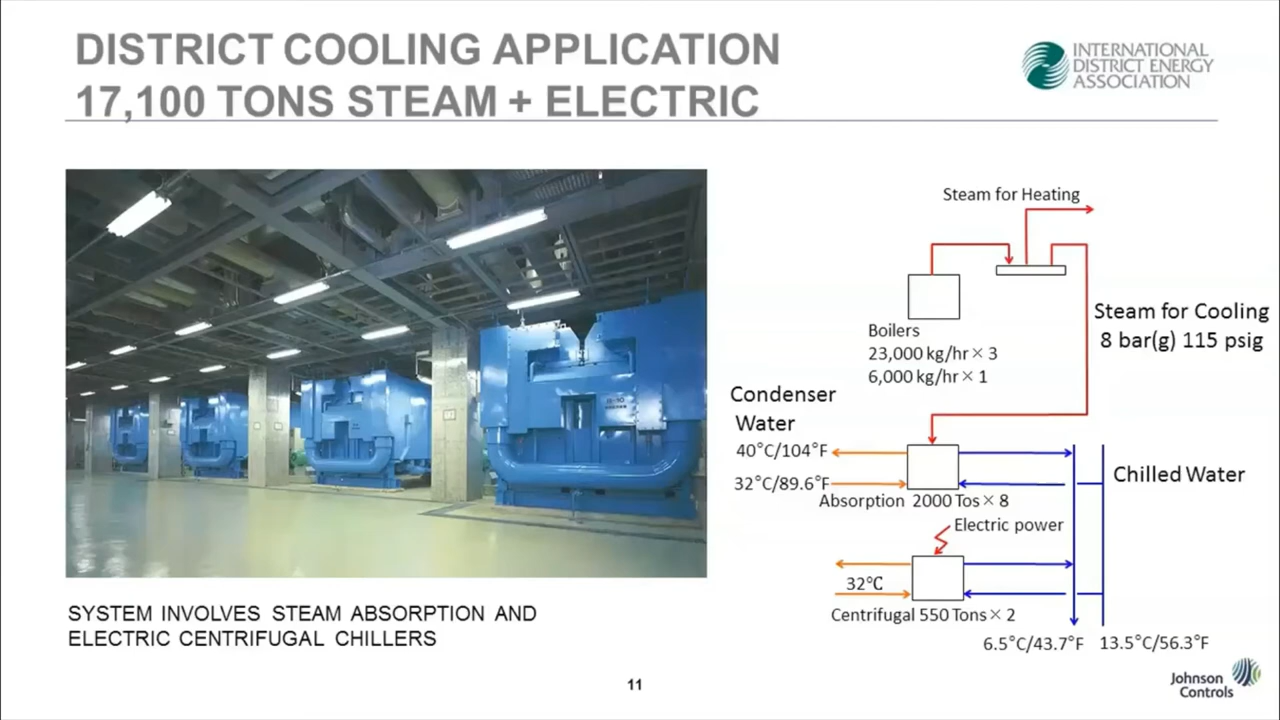 DISTRICT COOLING APPLICATION
17,100 TONS STEAM + ELECTRIC
INTERNATIONAL
DISTRICT ENERGY
ASSOCIATION
Steam for Heating
Boilers
23,000 kg/hr × 3
6,000 kg/hr × 1
Steam for Cooling
8 bar(g) 115 psig
Condenser
Water
40°C/104°F
32°C/89.6°F
Absorption 2000 Tos × 8
Chilled Water
Electric power
32℃
Centrifugal 550 Tons × 2
6.5°C/43.7°F 13.5°C/56.3°F
SYSTEM INVOLVES STEAM ABSORPTION AND
ELECTRIC CENTRIFUGAL CHILLERS
11
Johnson
Controls